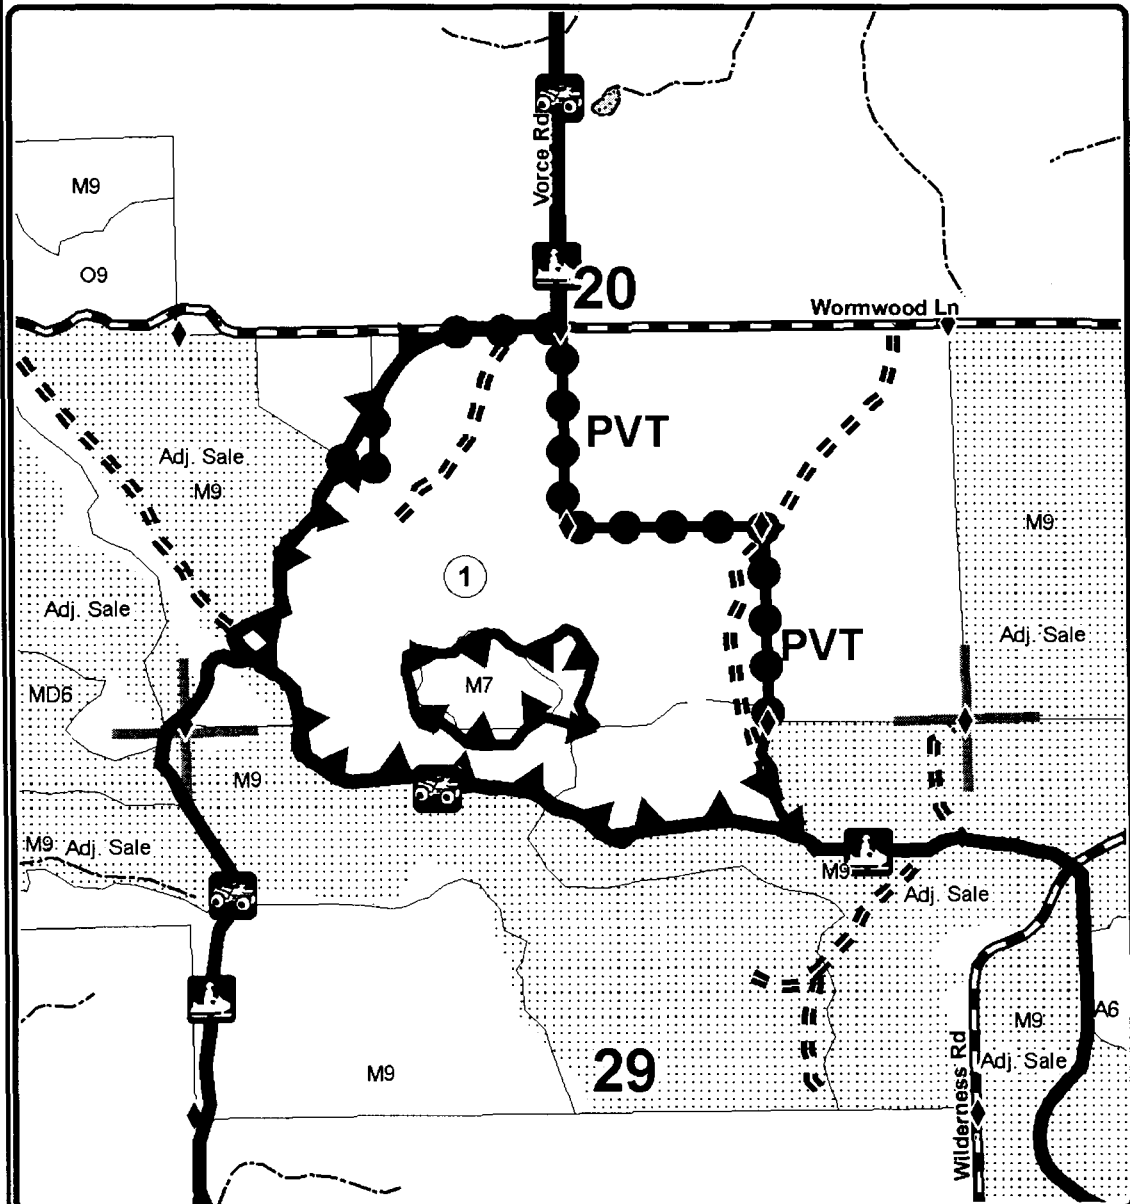 Vorce Rd
M9
O9
20
Wormwood Ln
PVT
Adj. Sale
M9
M9
1
Adj. Sale
Adj. Sale
PVT
M7
MD6
M9
M9 Adj. Sale
M9
Adj. Sale
M9
A6
Adj. Sale
Wilderness Rd
29
M9